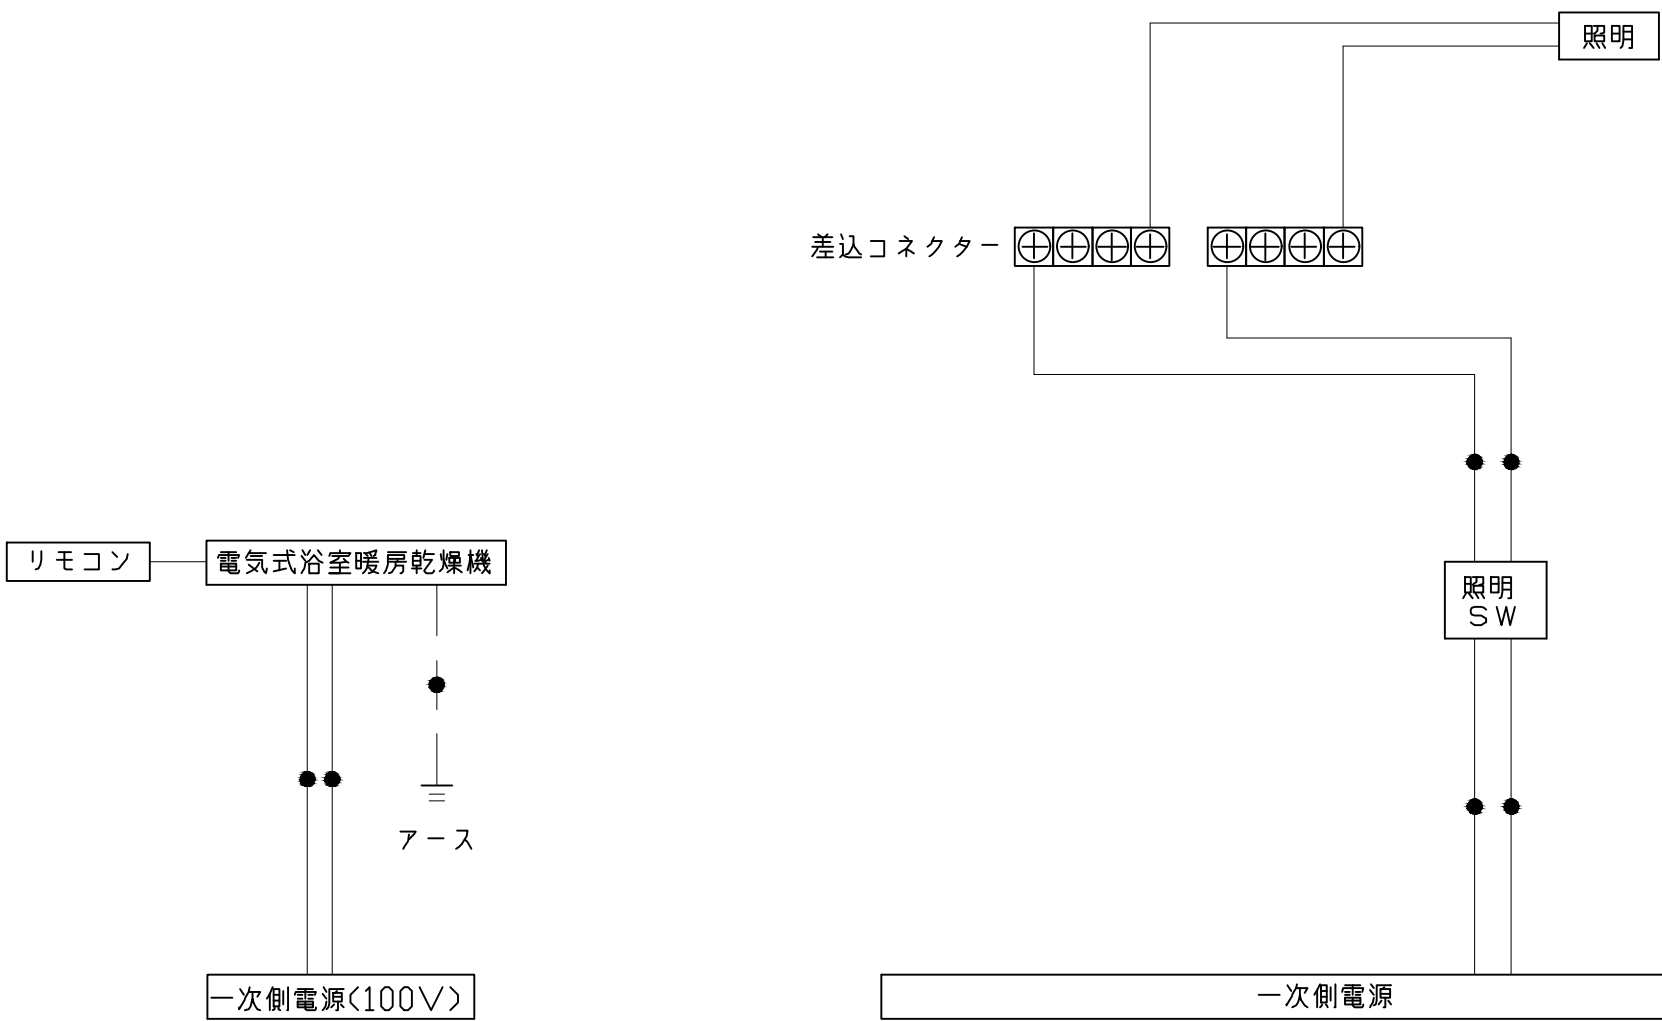 照明
差込コネクター
リモコン
電気式浴室暖房乾燥機
照明
SW
アース
一次側電源(100V)
一次側電源